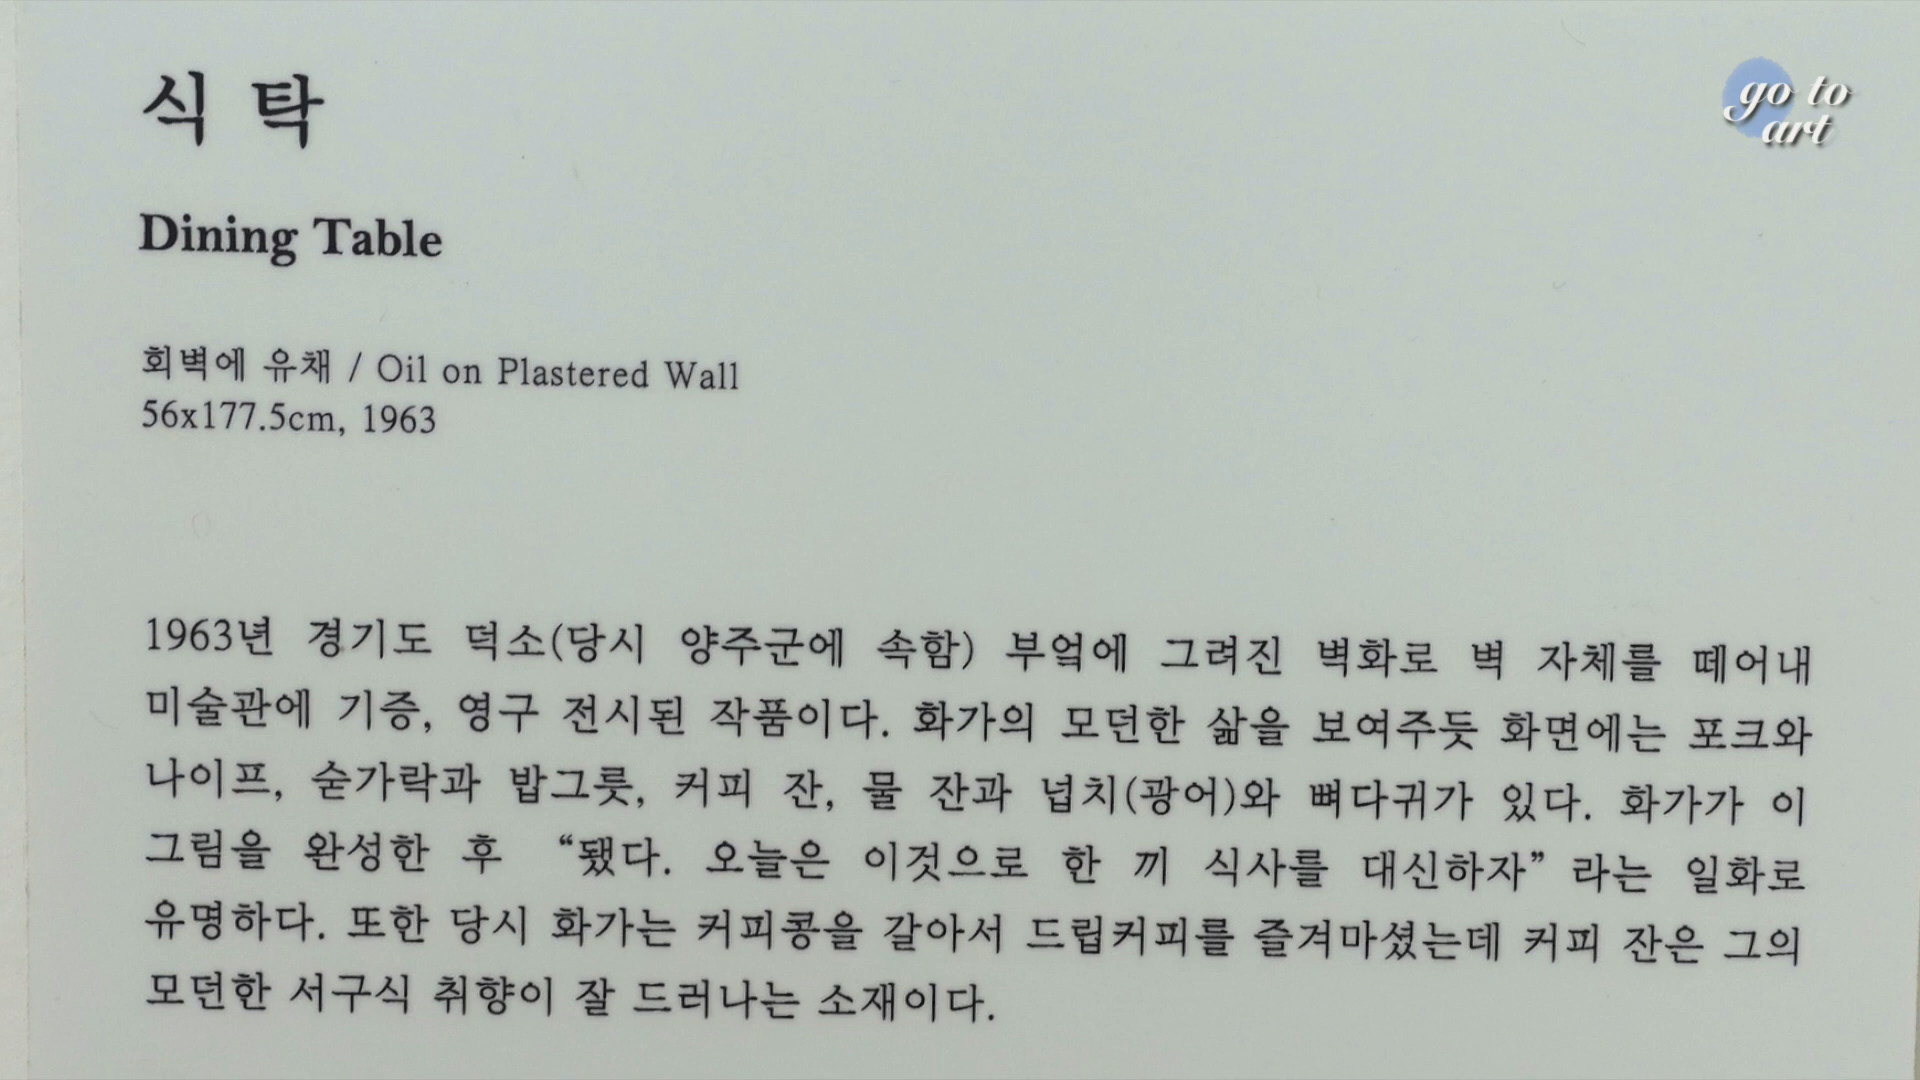 식 탁
go to
art
Dining Table
회벽에 유채 / Oil on Plastered Wall
56x177.5cm, 1963
1963년 경기도 덕소(당시 양주군에 속함) 부엌에 그려진 벽화로 벽 자체를 떼어내
미술관에 기증, 영구 전시된 작품이다. 화가의 모던한 삶을 보여주듯 화면에는 포크와
나이프, 숟가락과 밥그릇, 커피 잔, 물 잔과 넙치(광어)와 뼈다귀가 있다. 화가가 이
그림을 완성한 후 “됐다. 오늘은 이것으로 한 끼 식사를 대신하자” 라는 일화로
유명하다. 또한 당시 화가는 커피콩을 갈아서 드립커피를 즐겨마셨는데 커피 잔은 그의
모던한 서구식 취향이 잘 드러나는 소재이다.